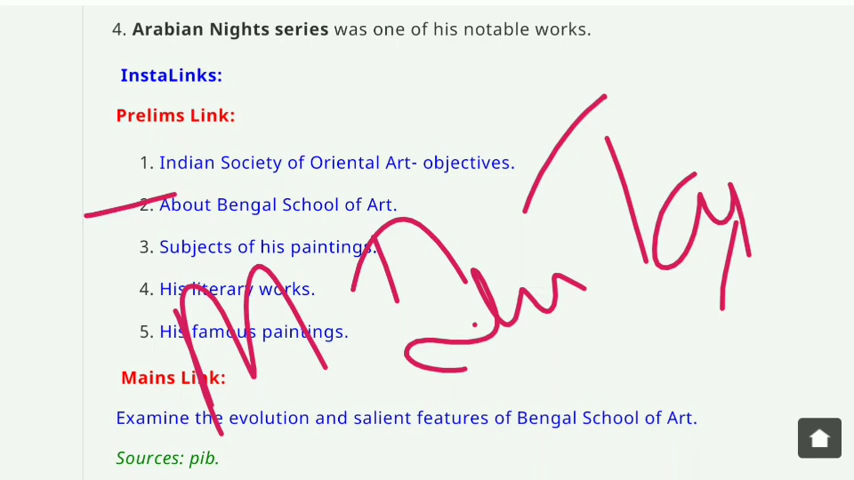 4. Arabian Nights series was one of his notable works.
InstaLinks:
Prelims Link:
1. Indian Society of Oriental Art- objectives.
2. About Bengal School of Art.
3. Subjects of his paintings.
4. His literary works.
5. His famous paintings.
Mains Link:
Examine the evolution and salient features of Bengal School of Art.
Sources: pib.